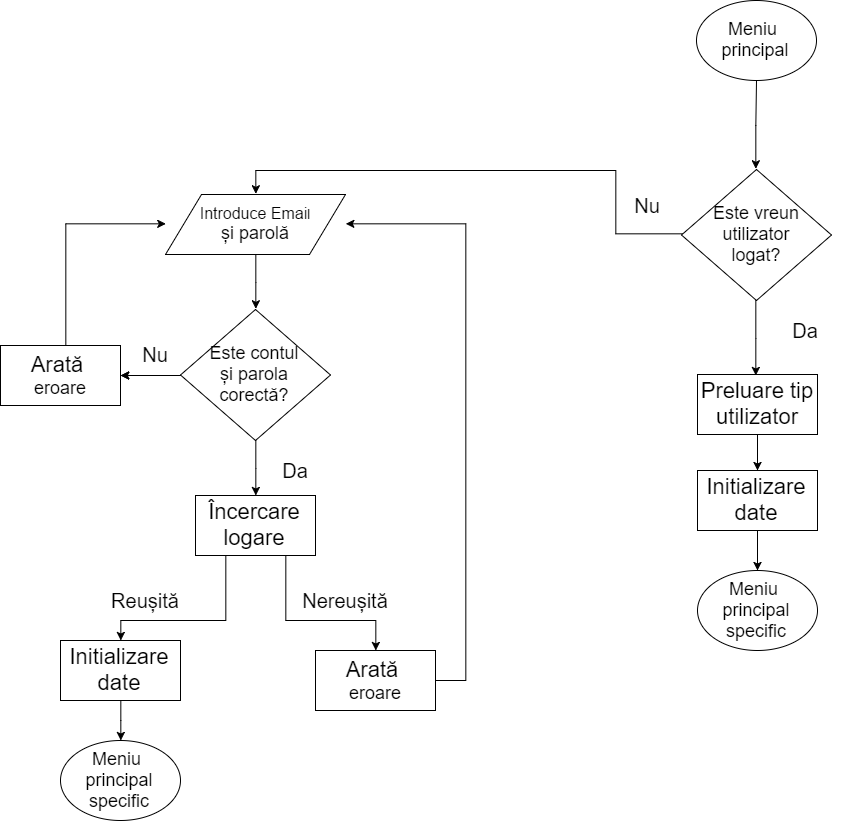 Meniu
principal
Este vreun
utilizator
logat?
Nu
Da
Introduce Email
și parolă
Este contul
și parola
corectă?
Nu
Arată
eroare
Da
Încercare
logare
Reușită
Nereușită
Initializare
date
Meniu
principal
specific
Arată
eroare
Preluare tip
utilizator
Initializare
date
Meniu
principal
specific